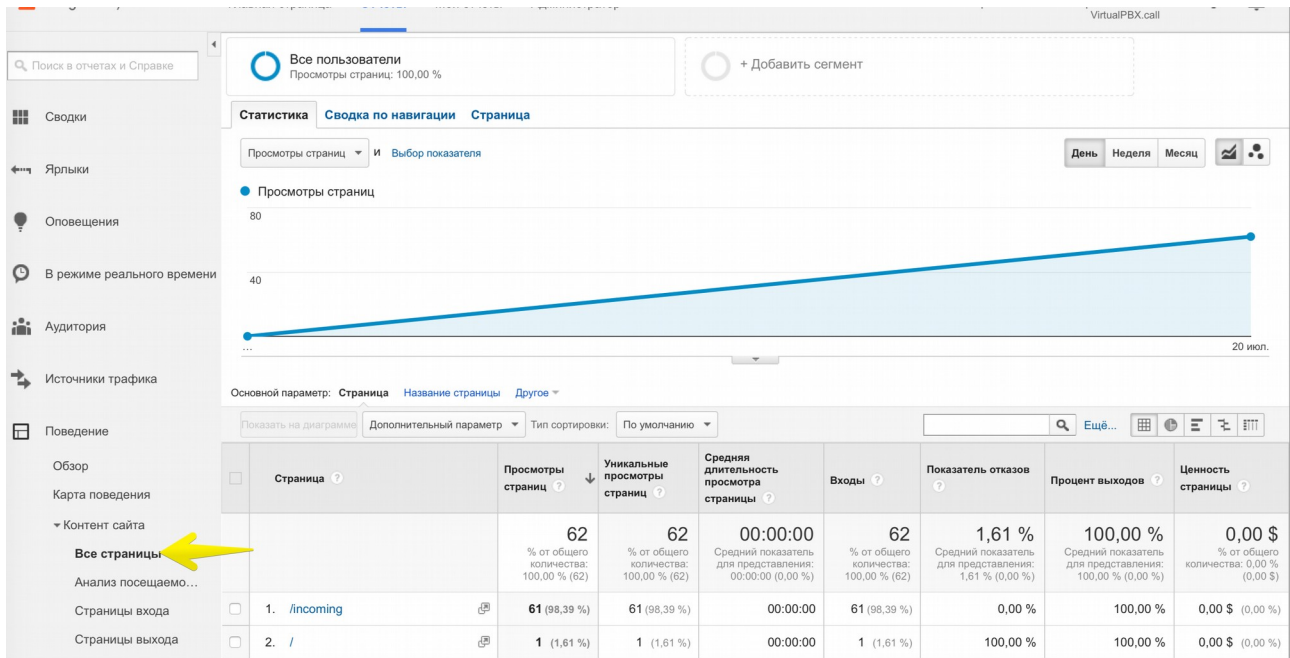 VirtualPBX.call
Поиск в отчетах и Справке
Все пользователи
Просмотры страниц: 100,00 %
+ Добавить сегмент
Сводки
Ярлыки
Оповещения
В режиме реального времени
Аудитория
Источники трафика
Поведение
Обзор
Карта поведения
Контент сайта
Все страницы
Анализ посещаемо...
Страницы входа
Страницы выхода
Статистика Сводка по навигации Страница
Просмотры страниц и Выбор показателя
День Неделя Месяц
Просмотры страниц
80
40
...
20 июл.
Основной параметр: Страница Название страницы Другое
Показать на диаграмме Дополнительный параметр Тип сортировки: По умолчанию Ещё...
Страница ?
Просмотры страниц ?
Уникальные просмотры страниц ?
Средняя длительность просмотра страницы ?
Входы ?
Показатель отказов ?
Процент выходов ?
Ценность страницы ?
62
% от общего количества: 100,00 % (62)
62
% от общего количества: 100,00 % (62)
00:00:00
Средний показатель для представления: 00:00:00 (0,00 %)
62
% от общего количества: 100,00 % (62)
1,61 %
Средний показатель для представления: 1,61 % (0,00 %)
100,00 %
Средний показатель для представления: 100,00 % (0,00 %)
0,00 $
% от общего количества: 0,00 % (0,00 $)
1. /incoming 61 (98,39 %) 61 (98,39 %) 00:00:00 61 (98,39 %) 0,00 % 100,00 % 0,00 $ (0,00 %)
2. / 1 (1,61 %) 1 (1,61 %) 00:00:00 1 (1,61 %) 100,00 % 100,00 % 0,00 $ (0,00 %)